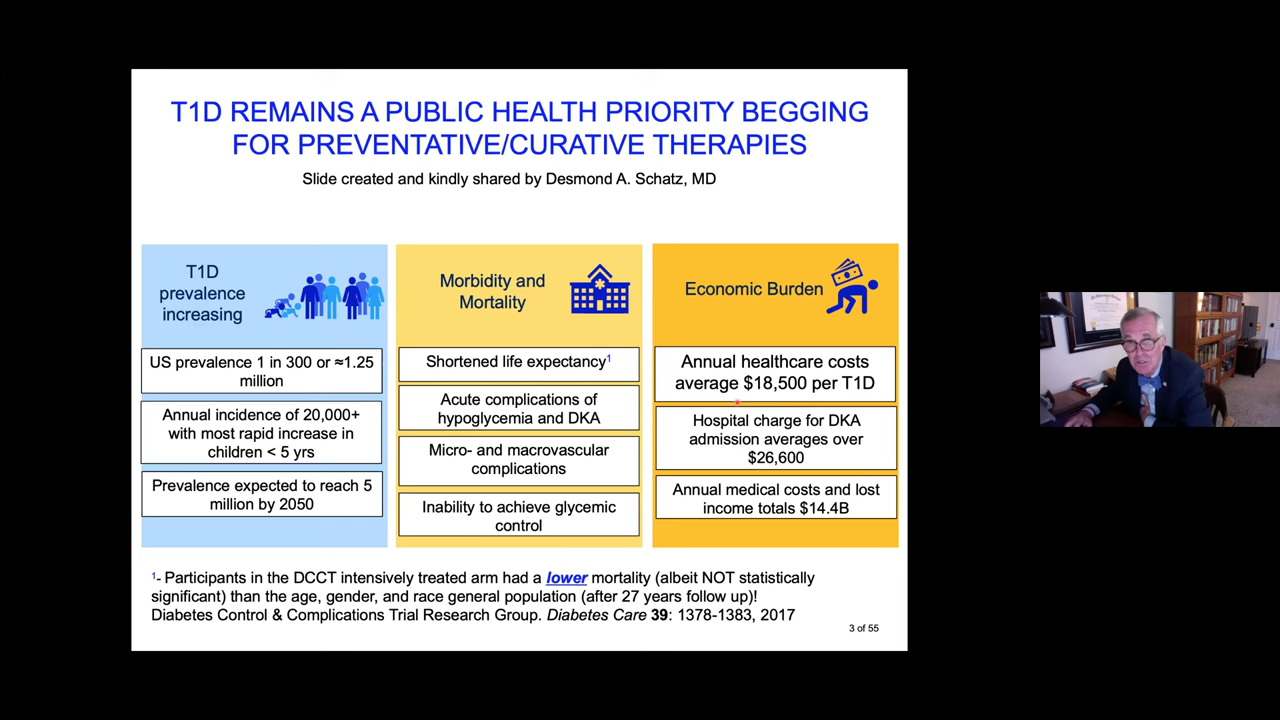 T1D REMAINS A PUBLIC HEALTH PRIORITY BEGGING
FOR PREVENTATIVE/CURATIVE THERAPIES
Slide created and kindly shared by Desmond A. Schatz, MD
T1D
prevalence
increasing
US prevalence 1 in 300 or ≈1.25
million
Annual incidence of 20,000+
with most rapid increase in
children < 5 yrs
Prevalence expected to reach 5
million by 2050
Morbidity and
Mortality
Shortened life expectancy¹
Acute complications of
hypoglycemia and DKA
Micro- and macrovascular
complications
Inability to achieve glycemic
control
Economic Burden
Annual healthcare costs
average $18,500 per T1D
Hospital charge for DKA
admission averages over
$26,600
Annual medical costs and lost
income totals $14.4B
¹- Participants in the DCCT intensively treated arm had a lower mortality (albeit NOT statistically
significant) than the age, gender, and race general population (after 27 years follow up)!
Diabetes Control & Complications Trial Research Group. Diabetes Care 39: 1378-1383, 2017
3 of 55